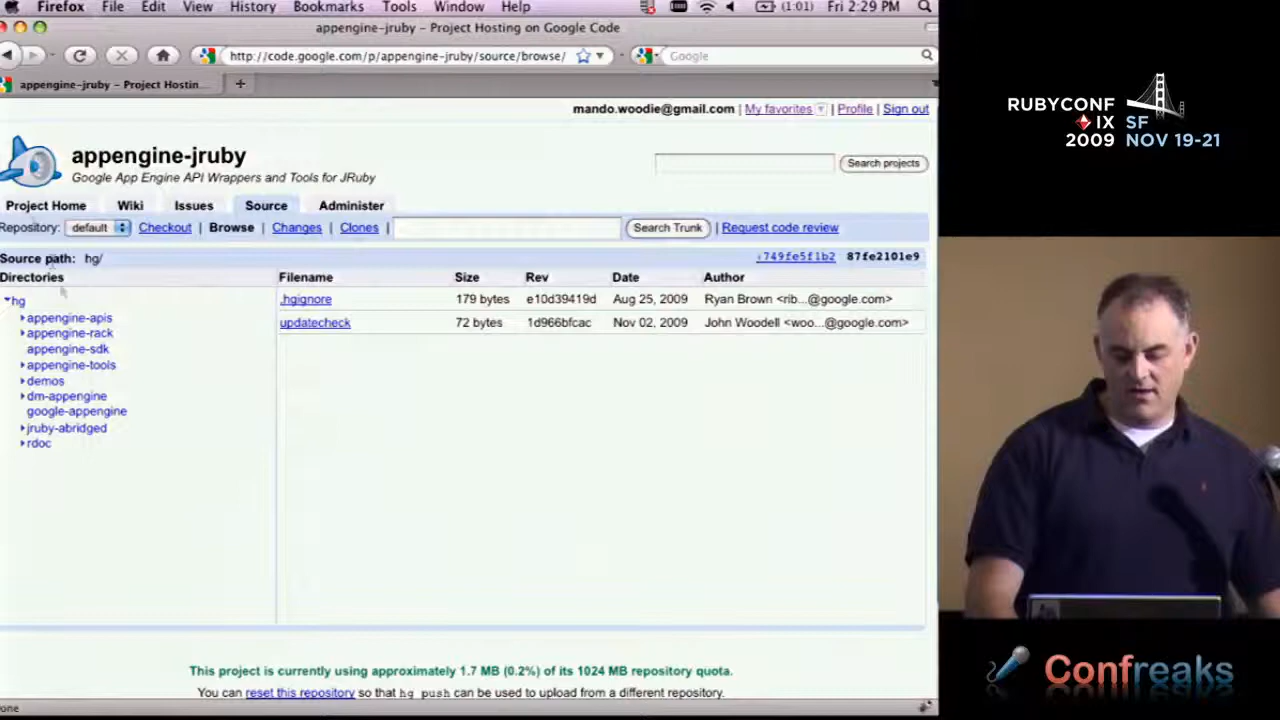 Firefox File Edit View History Bookmarks Tools Window Help (1:01) Fri 2:29 PM
appengine-jruby – Project Hosting on Google Code
http://code.google.com/p/appengine-jruby/source/browse/ Google
appengine-jruby – Project Hostin...
mando.woodie@gmail.com | My favorites | Profile | Sign out
appengine-jruby
Google App Engine API Wrappers and Tools for JRuby
Search projects
Project Home Wiki Issues Source Administer
Repository: default Checkout | Browse | Changes | Clones | Search Trunk | Request code review
Source path: hg/ ‹749fe5f1b2 87fe2101e9
Directories Filename Size Rev Date Author
hg .hgignore 179 bytes e10d39419d Aug 25, 2009 Ryan Brown <rib...@google.com>
updatecheck 72 bytes 1d966bfcac Nov 02, 2009 John Woodell <woo...@google.com>
appengine-apis
appengine-rack
appengine-sdk
appengine-tools
demos
dm-appengine
google-appengine
jruby-abridged
rdoc
This project is currently using approximately 1.7 MB (0.2%) of its 1024 MB repository quota.
You can reset this repository so that hg push can be used to upload from a different repository.
one
RUBYCONF
IX SF
2009 NOV 19-21
Confreaks